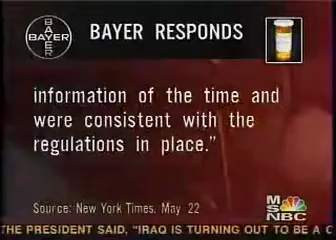 BAYER
BAYER
BAYER RESPONDS
information of the time and
were consistent with the
regulations in place."
Source: New York Times, May 22
MSNBC
THE PRESIDENT SAID, "IRAQ IS TURNING OUT TO BE A C